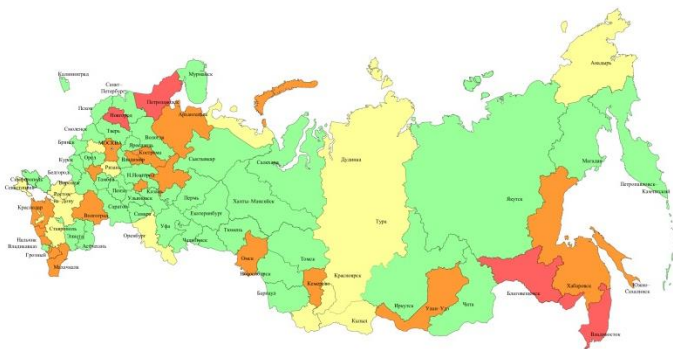 Калининград
Мурманск
Санкт-
Петербург
Петрозаводск
Псков
Новгород
Архангельск
Анадырь
Смоленск
Тверь
Вологда
Брянск
МОСКВА
Ярославль
Кострома
Владимир
Сыктывкар
Салехард
Дудинка
Магадан
Курск
Орел
Рязань
Н.Новгород
Белгород
Воронеж
Тамбов
Пенза
Казань
Ульяновск
Пермь
Ханты-Мансийск
Якутск
Петропавловск-
Камчатский
Тура
Симферополь
Севастополь
Ростов-
на-Дону
Саратов
Самара
Екатеринбург
Краснодар
Волгоград
Уфа
Тюмень
Ставрополь
Элиста
Оренбург
Челябинск
Астрахань
Нальчик
Владикавказ
Грозный
Махачкала
Омск
Томск
Новосибирск
Кемерово
Красноярск
Барнаул
Кызыл
Иркутск
Улан-Удэ
Чита
Благовещенск
Хабаровск
Южно-
Сахалинск
Владивосток